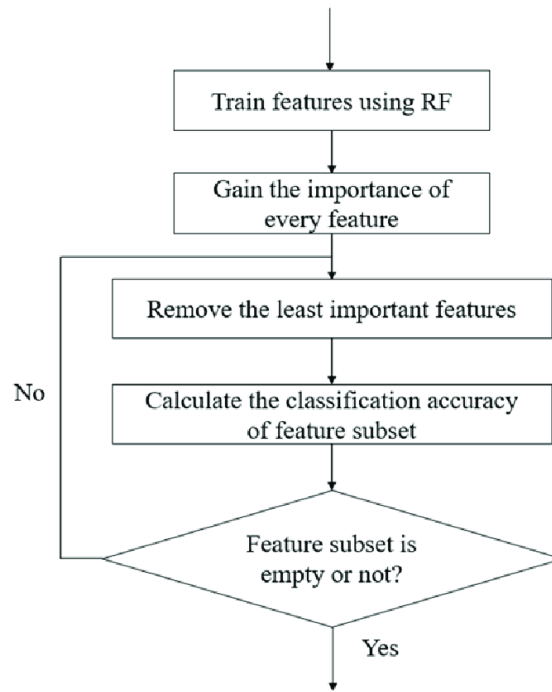 Train features using RF
Gain the importance of
every feature
Remove the least important features
No
Calculate the classification accuracy
of feature subset
Feature subset is
empty or not?
Yes